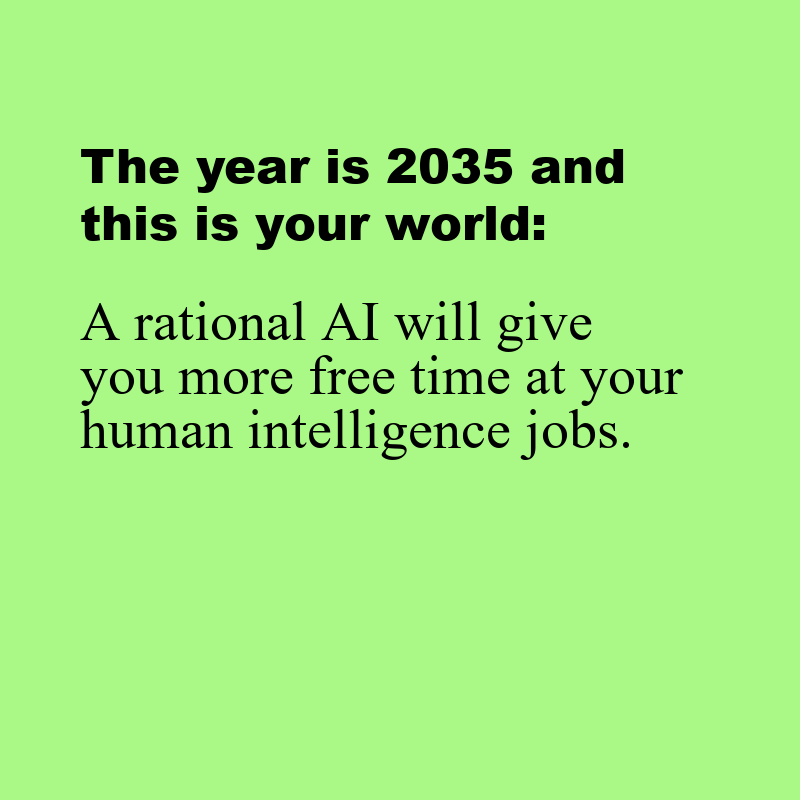 The year is 2035 and
this is your world:
A rational AI will give
you more free time at your
human intelligence jobs.